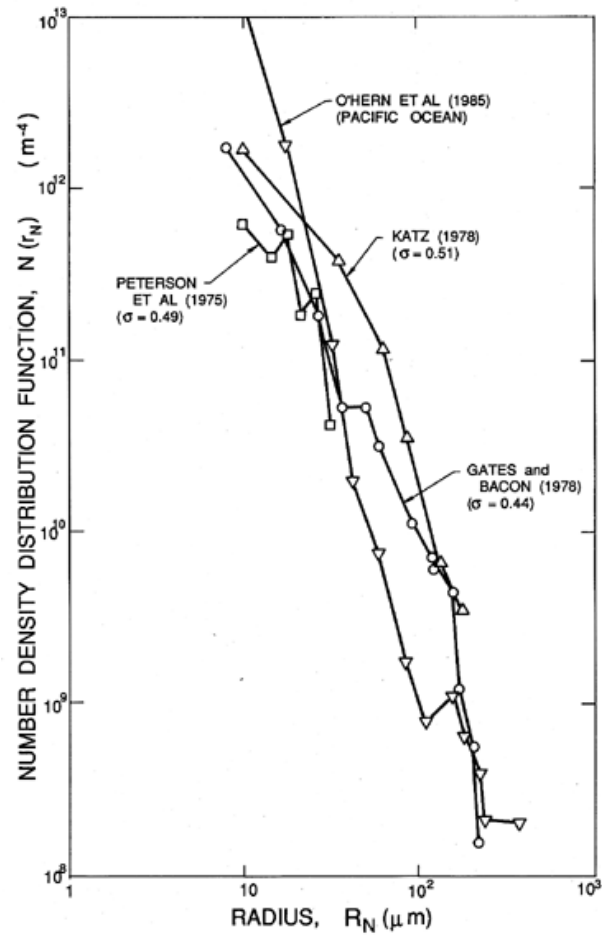 NUMBER DENSITY DISTRIBUTION FUNCTION, N(rN) (m-4)
10^13
10^12
10^11
10^10
10^9
10^8
O'HERN ET AL (1985)
(PACIFIC OCEAN)
KATZ (1978)
(σ = 0.51)
PETERSON
ET AL (1975)
(σ = 0.49)
GATES and
BACON (1978)
(σ = 0.44)
1
10
10^2
10^3
RADIUS, RN (μm)